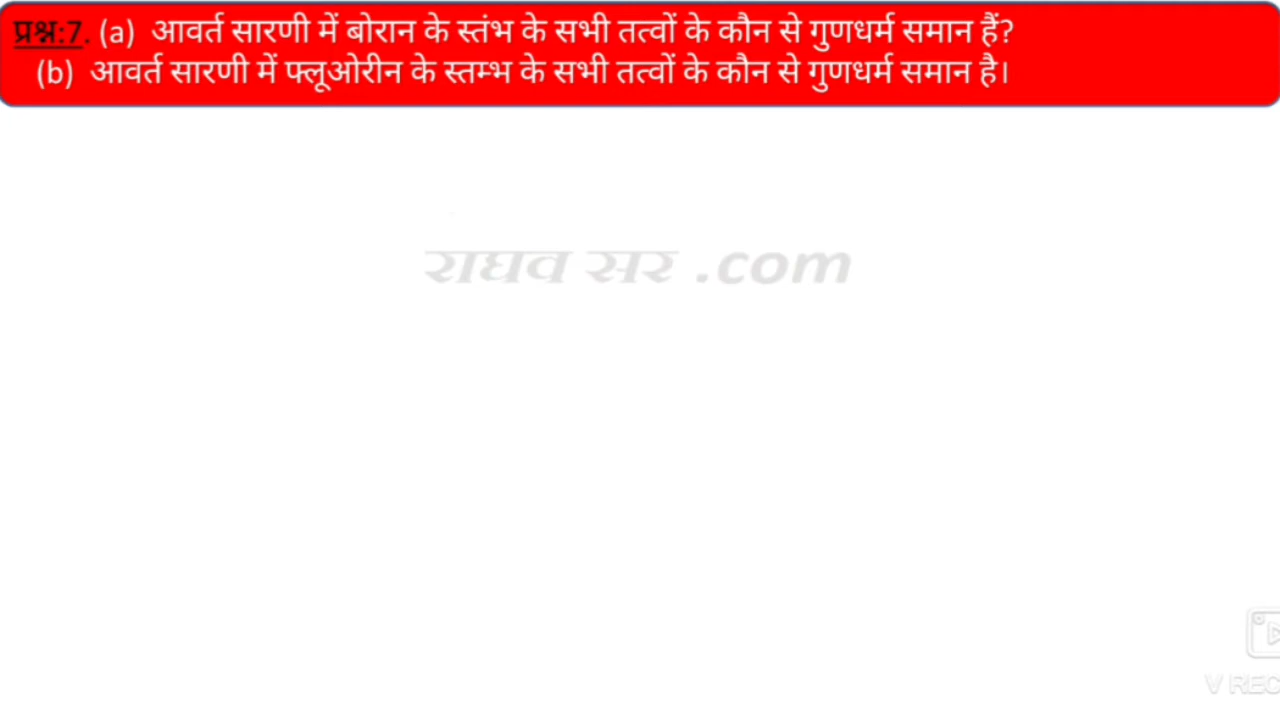 प्रश्न:7. (a) आवर्त सारणी में बोरान के स्तंभ के सभी तत्वों के कौन से गुणधर्म समान हैं?
(b) आवर्त सारणी में फ्लूओरीन के स्तम्भ के सभी तत्वों के कौन से गुणधर्म समान है।
राघव सर .com
V REC